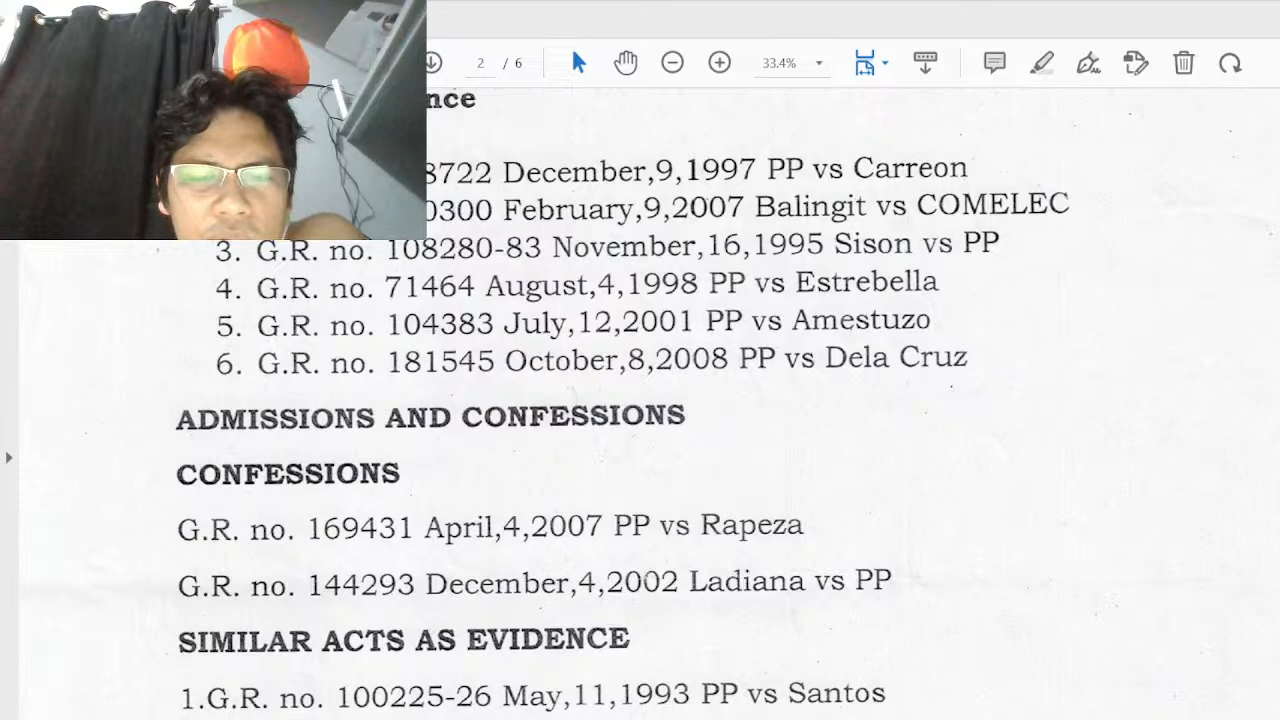 2 / 6 33.4%
nce
8722 December,9,1997 PP vs Carreon
0300 February,9,2007 Balingit vs COMELEC
3. G.R. no. 108280-83 November,16,1995 Sison vs PP
4. G.R. no. 71464 August,4,1998 PP vs Estrebella
5. G.R. no. 104383 July,12,2001 PP vs Amestuzo
6. G.R. no. 181545 October,8,2008 PP vs Dela Cruz
ADMISSIONS AND CONFESSIONS
CONFESSIONS
G.R. no. 169431 April,4,2007 PP vs Rapeza
G.R. no. 144293 December,4,2002 Ladiana vs PP
SIMILAR ACTS AS EVIDENCE
1.G.R. no. 100225-26 May,11,1993 PP vs Santos